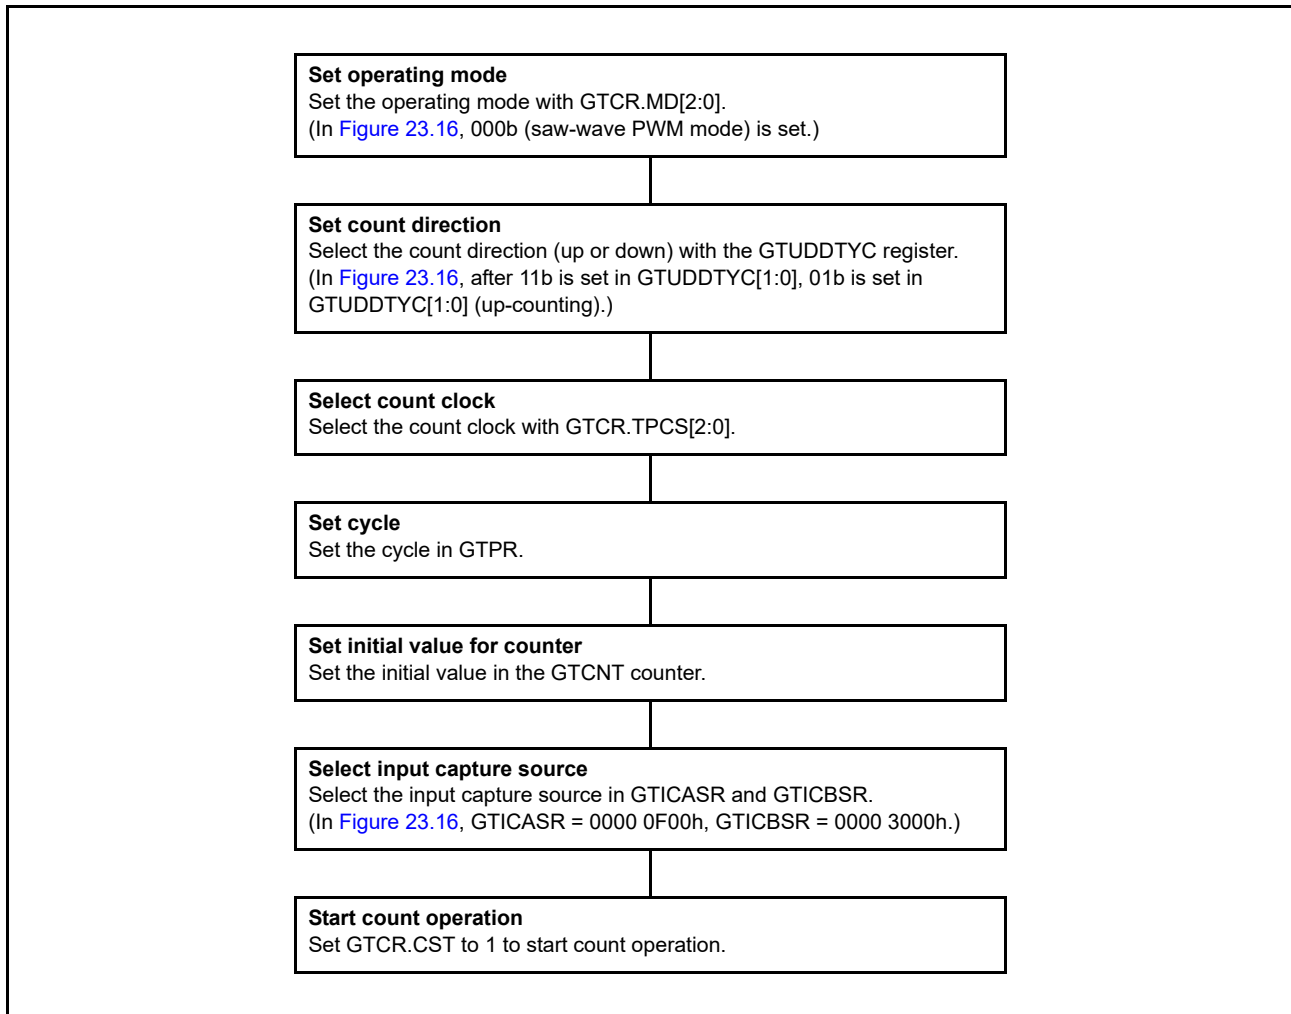 Set operating mode
Set the operating mode with GTCR.MD[2:0].
(In Figure 23.16, 000b (saw-wave PWM mode) is set.)
Set count direction
Select the count direction (up or down) with the GTUDDTYC register.
(In Figure 23.16, after 11b is set in GTUDDTYC[1:0], 01b is set in
GTUDDTYC[1:0] (up-counting).)
Select count clock
Select the count clock with GTCR.TPCS[2:0].
Set cycle
Set the cycle in GTPR.
Set initial value for counter
Set the initial value in the GTCNT counter.
Select input capture source
Select the input capture source in GTICASR and GTICBSR.
(In Figure 23.16, GTICASR = 0000 0F00h, GTICBSR = 0000 3000h.)
Start count operation
Set GTCR.CST to 1 to start count operation.